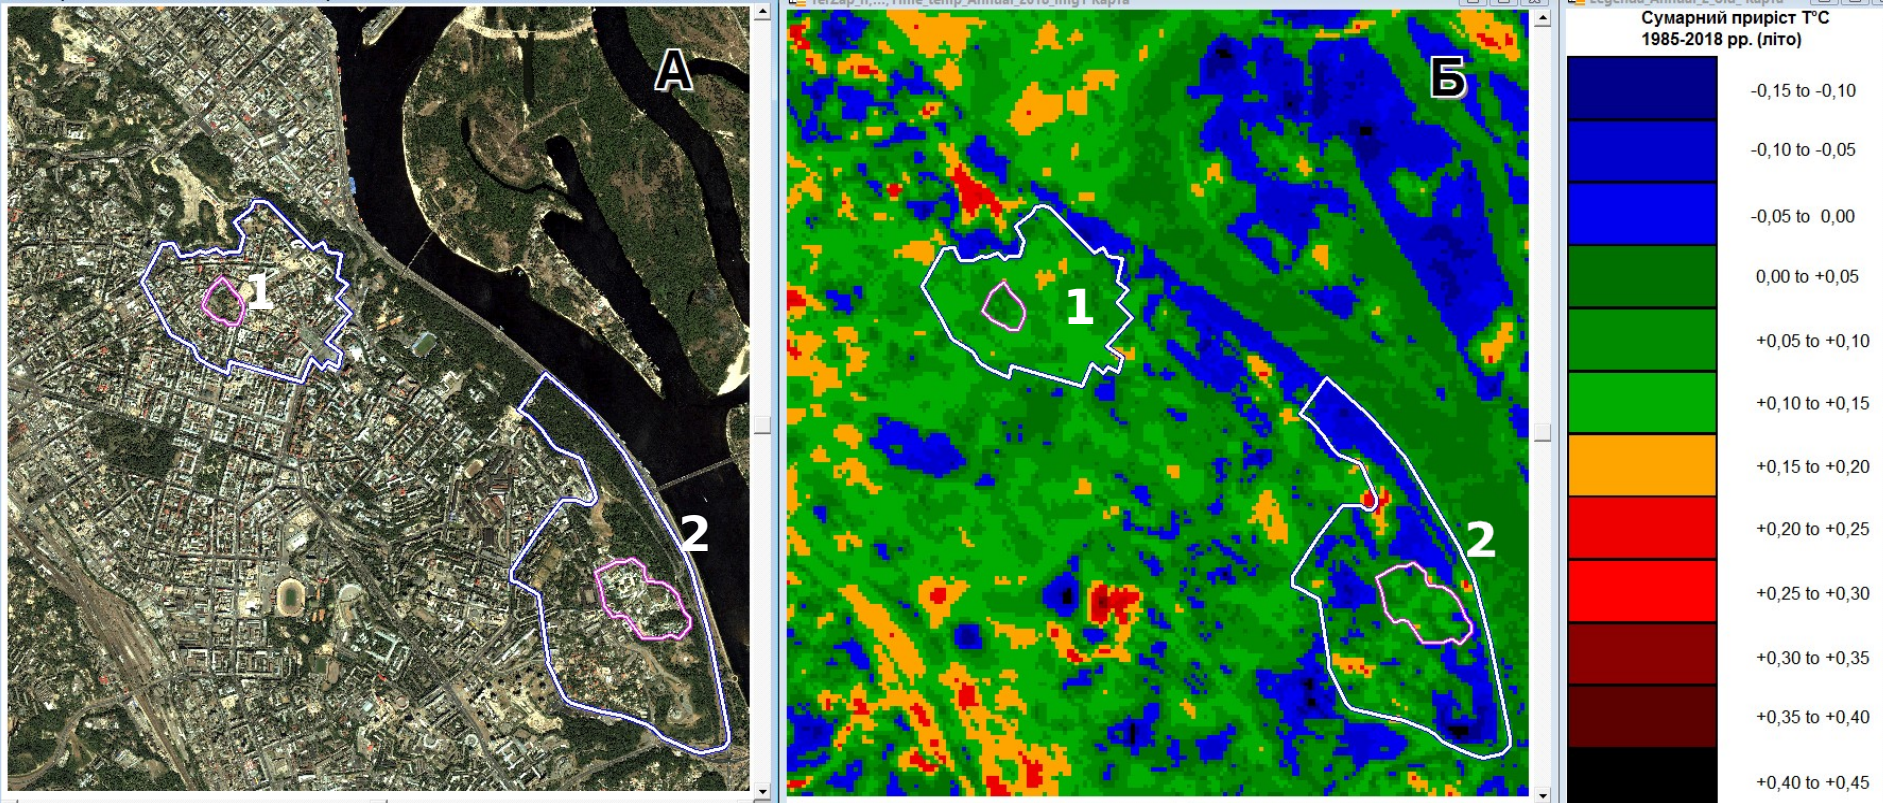 А
1
2
Б
1
2
Сумарний приріст T°C
1985-2018 рр. (літо)
-0,15 to -0,10
-0,10 to -0,05
-0,05 to 0,00
0,00 to +0,05
+0,05 to +0,10
+0,10 to +0,15
+0,15 to +0,20
+0,20 to +0,25
+0,25 to +0,30
+0,30 to +0,35
+0,35 to +0,40
+0,40 to +0,45